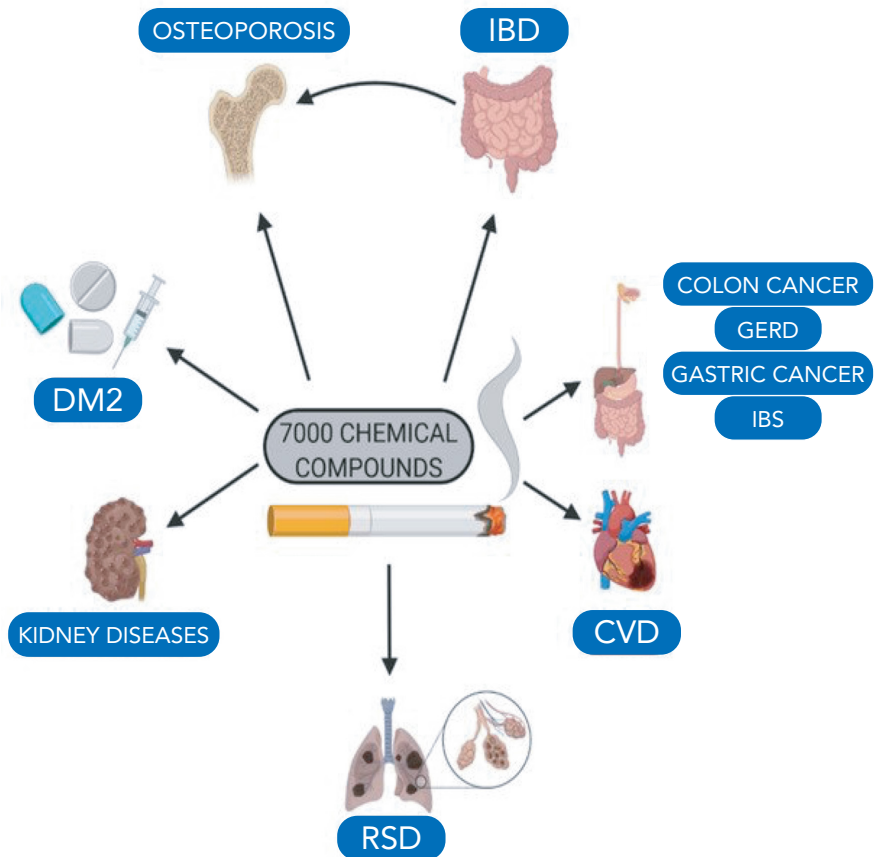 OSTEOPOROSIS
IBD
COLON CANCER
GERD
GASTRIC CANCER
IBS
DM2
7000 CHEMICAL
COMPOUNDS
KIDNEY DISEASES
CVD
RSD